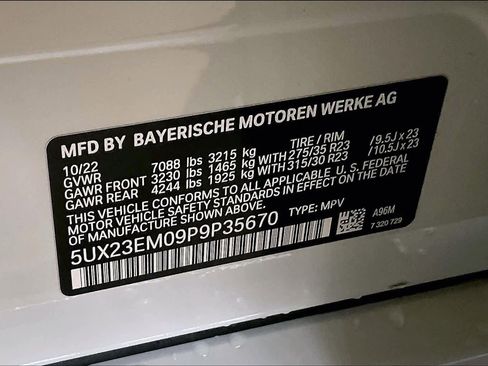 MFD BY BAYERISCHE MOTOREN WERKE AG
10/22 TIRE / RIM
GVWR 7088 lbs 3215 kg
GAWR FRONT 3230 lbs 1465 kg WITH 275/35 R23 / 9.5J x 23
GAWR REAR 4244 lbs 1925 kg WITH 315/30 R23 / 10.5J x 23
THIS VEHICLE CONFORMS TO ALL APPLICABLE U. S. FEDERAL
MOTOR VEHICLE SAFETY STANDARDS IN EFFECT ON THE DATE
OF MANUFACTURE SHOWN ABOVE.
5UX23EM09P9P35670 TYPE: MPV
A96M
7 320 729